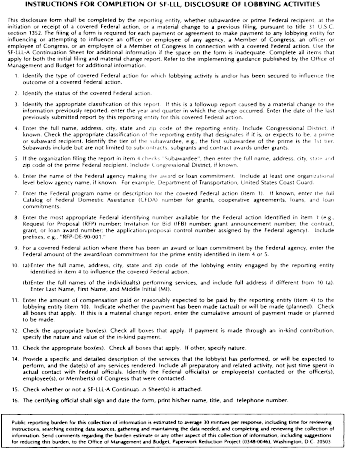 INSTRUCTIONS FOR COMPLETION OF SF-LLL, DISCLOSURE OF LOBBYING ACTIVITIES
This disclosure form shall be completed by the reporting entity, whether subawardee or prime Federal recipient, at the
initiation or receipt of a covered Federal action, or a material change to a previous filing, pursuant to title 31 U.S.C.
section 1352. The filing of a form is required for each payment or agreement to make payment to any lobbying entity for
influencing or attempting to influence an officer or employee of any agency, a Member of Congress, an officer or
employee of Congress, or an employee of a Member of Congress in connection with a covered Federal action. Use the
SF-LLL-A Continuation Sheet for additional information if the space on the form is inadequate. Complete all items that
apply for both the initial filing and material change report. Refer to the implementing guidance published by the Office of
Management and Budget for additional information.
1. Identify the type of covered Federal action for which lobbying activity is and/or has been secured to influence the
outcome of a covered Federal action.
2. Identify the status of the covered Federal action.
3. Identify the appropriate classification of this report. If this is a followup report caused by a material change to the
information previously reported, enter the year and quarter in which the change occurred. Enter the date of the last
previously submitted report by this reporting entity for this covered Federal action.
4. Enter the full name, address, city, state and zip code of the reporting entity. Include Congressional District, if
known. Check the appropriate classification of the reporting entity that designates if it is, or expects to be, a prime
or subaward recipient. Identify the tier of the subawardee, e.g., the first subawardee of the prime is the 1st tier.
Subawards include but are not limited to subcontracts, subgrants and contract awards under grants.
5. If the organization filing the report in item 4 checks "Subawardee", then enter the full name, address, city, state and
zip code of the prime Federal recipient. Include Congressional District, if known.
6. Enter the name of the Federal agency making the award or loan commitment. Include at least one organizational
level below agency name, if known. For example, Department of Transportation, United States Coast Guard.
7. Enter the Federal program name or description for the covered Federal action (item 1). If known, enter the full
Catalog of Federal Domestic Assistance (CFDA) number for grants, cooperative agreements, loans, and loan
commitments.
8. Enter the most appropriate Federal identifying number available for the Federal action identified in item 1 (e.g.,
Request for Proposal (RFP) number; Invitation for Bid (IFB) number; grant announcement number; the contract,
grant, or loan award number; the application/proposal control number assigned by the Federal agency). Include
prefixes, e.g., "RFP-DE-90-001."
9. For a covered Federal action where there has been an award or loan commitment by the Federal agency, enter the
Federal amount of the award/loan commitment for the prime entity identified in item 4 or 5.
10. (a)Enter the full name, address, city, state and zip code of the lobbying entity engaged by the reporting entity
identified in item 4 to influence the covered Federal action.
(b)Enter the full names of the individual(s) performing services, and include full address if different from 10 (a).
Enter Last Name, First Name, and Middle Initial (MI).
11. Enter the amount of compensation paid or reasonably expected to be paid by the reporting entity (item 4) to the
lobbying entity (item 10). Indicate whether the payment has been made (actual) or will be made (planned). Check
all boxes that apply. If this is a material change report, enter the cumulative amount of payment made or planned
to be made.
12. Check the appropriate box(es). Check all boxes that apply. If payment is made through an in-kind contribution,
specify the nature and value of the in-kind payment.
13. Check the appropriate box(es). Check all boxes that apply. If other, specify nature.
14. Provide a specific and detailed description of the services that the lobbyist has performed, or will be expected to
perform, and the date(s) of any services rendered. Include all preparatory and related activity, not just time spent in
actual contact with Federal officials. Identify the Federal official(s) or employee(s) contacted or the officer(s),
employee(s), or Member(s) of Congress that were contacted.
15. Check whether or not a SF-LLL-A Continuation Sheet(s) is attached.
16. The certifying official shall sign and date the form, print his/her name, title, and telephone number.
Public reporting burden for this collection of information is estimated to average 30 mintues per response, including time for reviewing
instructions, searching existing data sources, gathering and maintaining the data needed, and completing and reviewing the collection of
information. Send comments regarding the burden estimate or any other aspect of this collection of information, including suggestions
for reducing this burden, to the Office of Management and Budget, Paperwork Reduction Project (0348-0046), Washington, D.C. 20503.